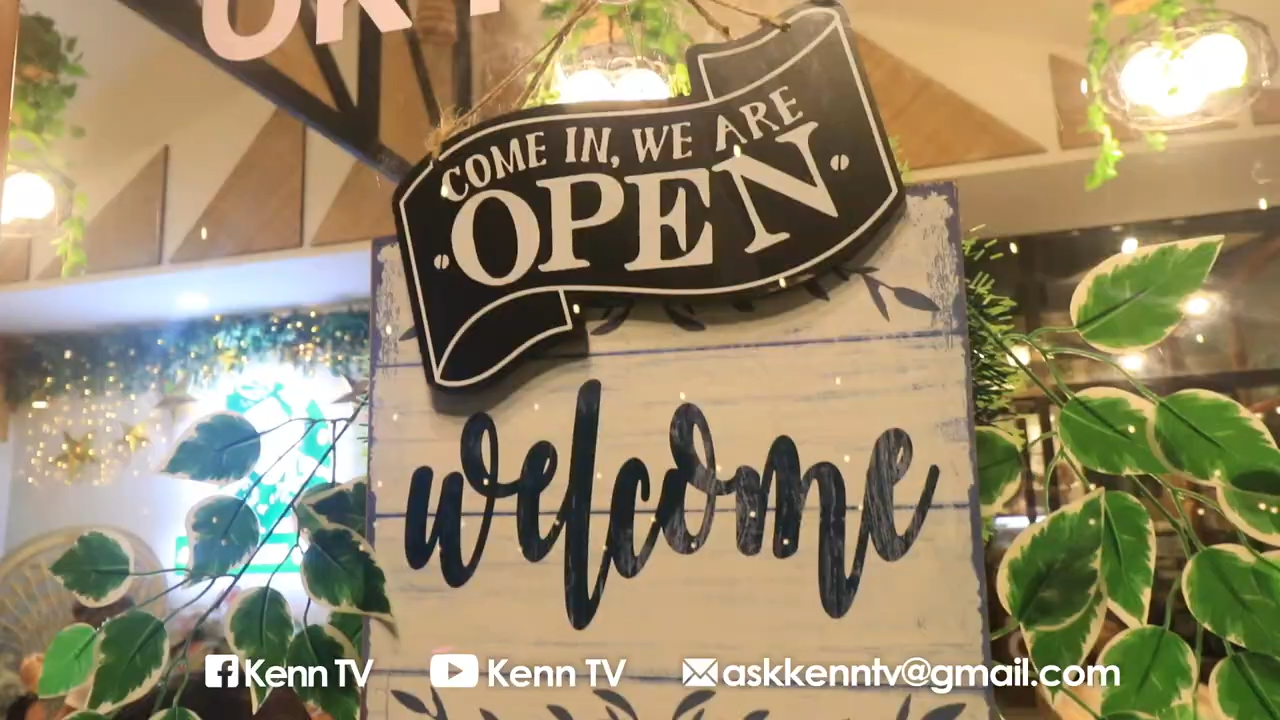 COME IN, WE ARE
OPEN
welcome
Kenn TV
Kenn TV
askkenntv@gmail.com